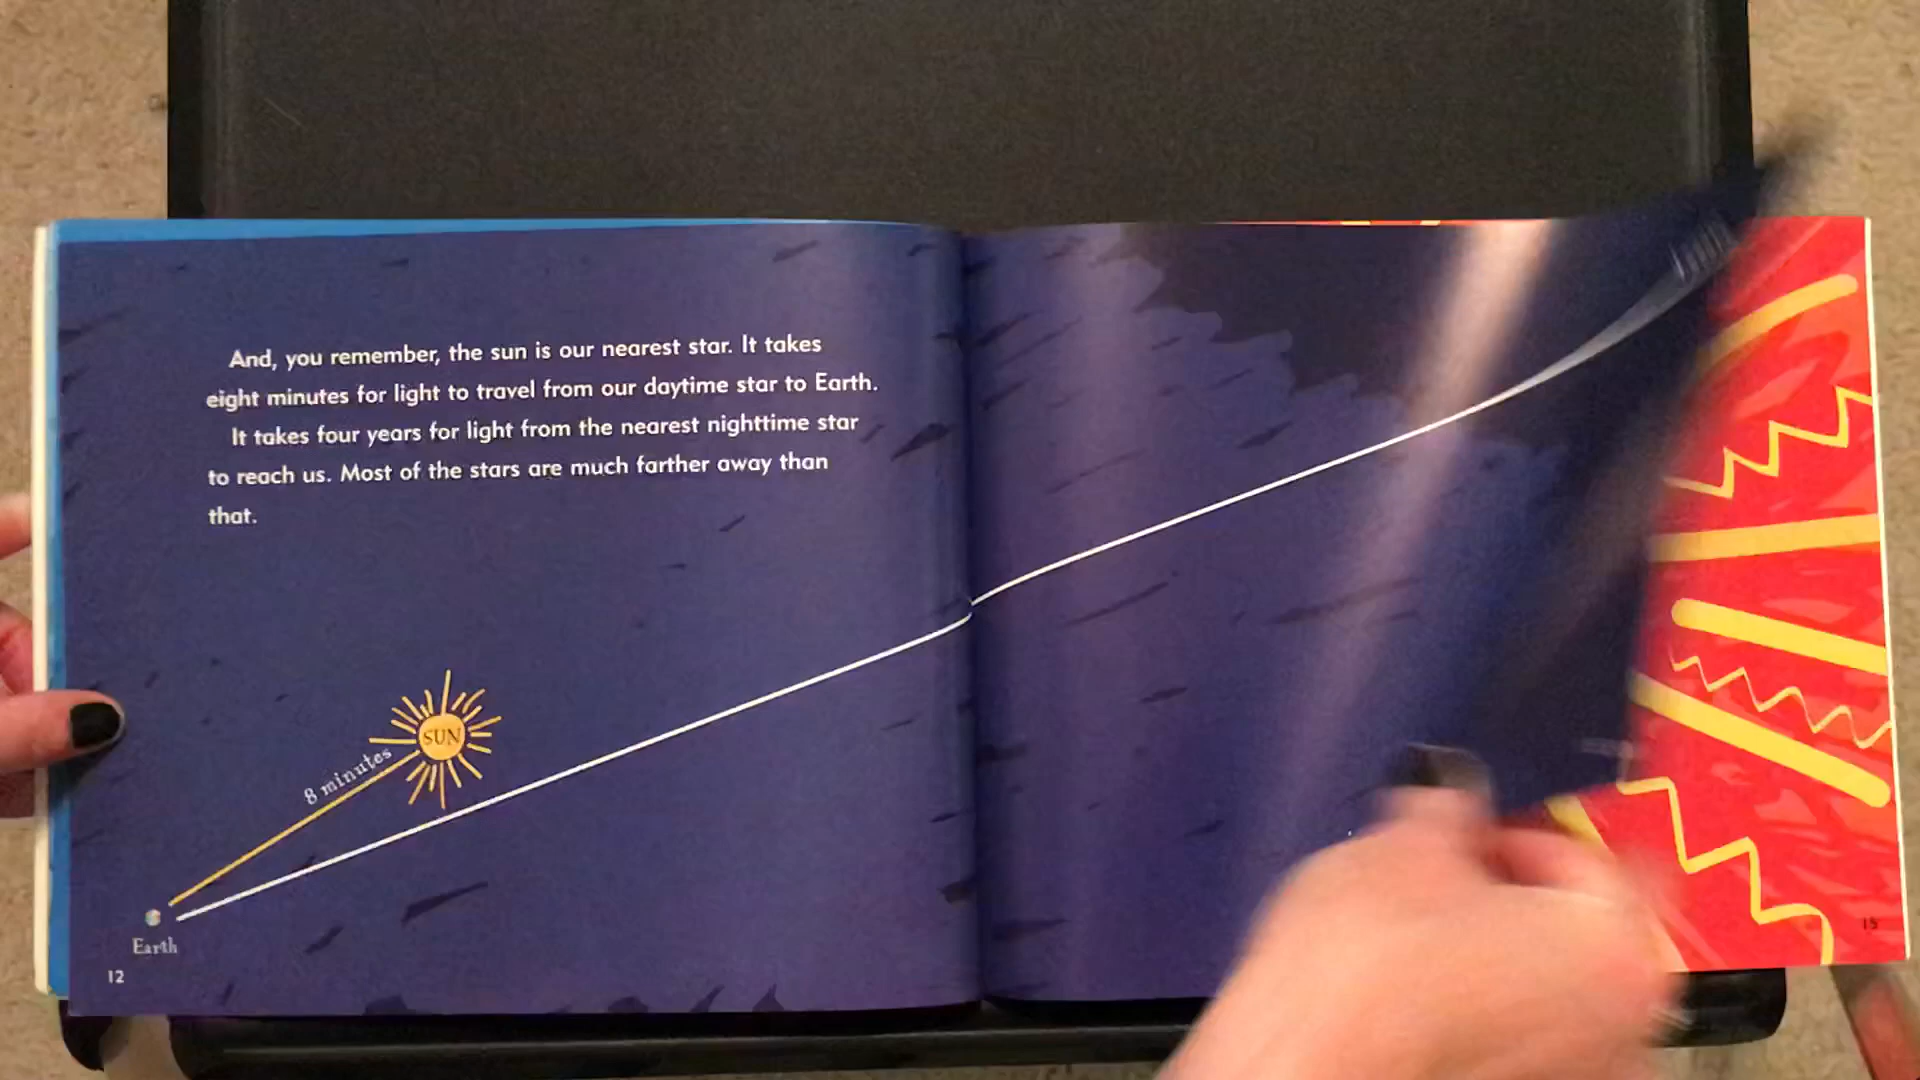 And, you remember, the sun is our nearest star. It takes
eight minutes for light to travel from our daytime star to Earth.
It takes four years for light from the nearest nighttime star
to reach us. Most of the stars are much farther away than
that.
SUN
8 minutes
Earth
12
15